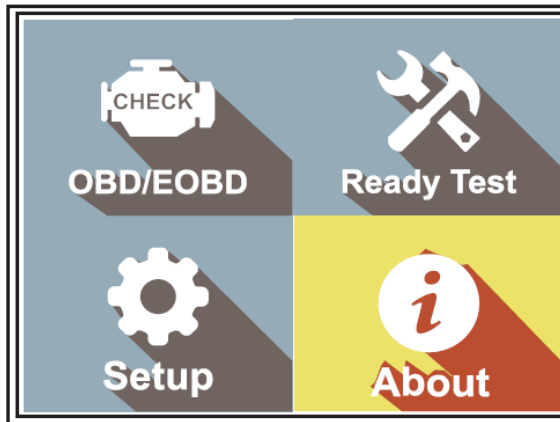 CHECK
OBD/EOBD
Ready Test
i
Setup
About